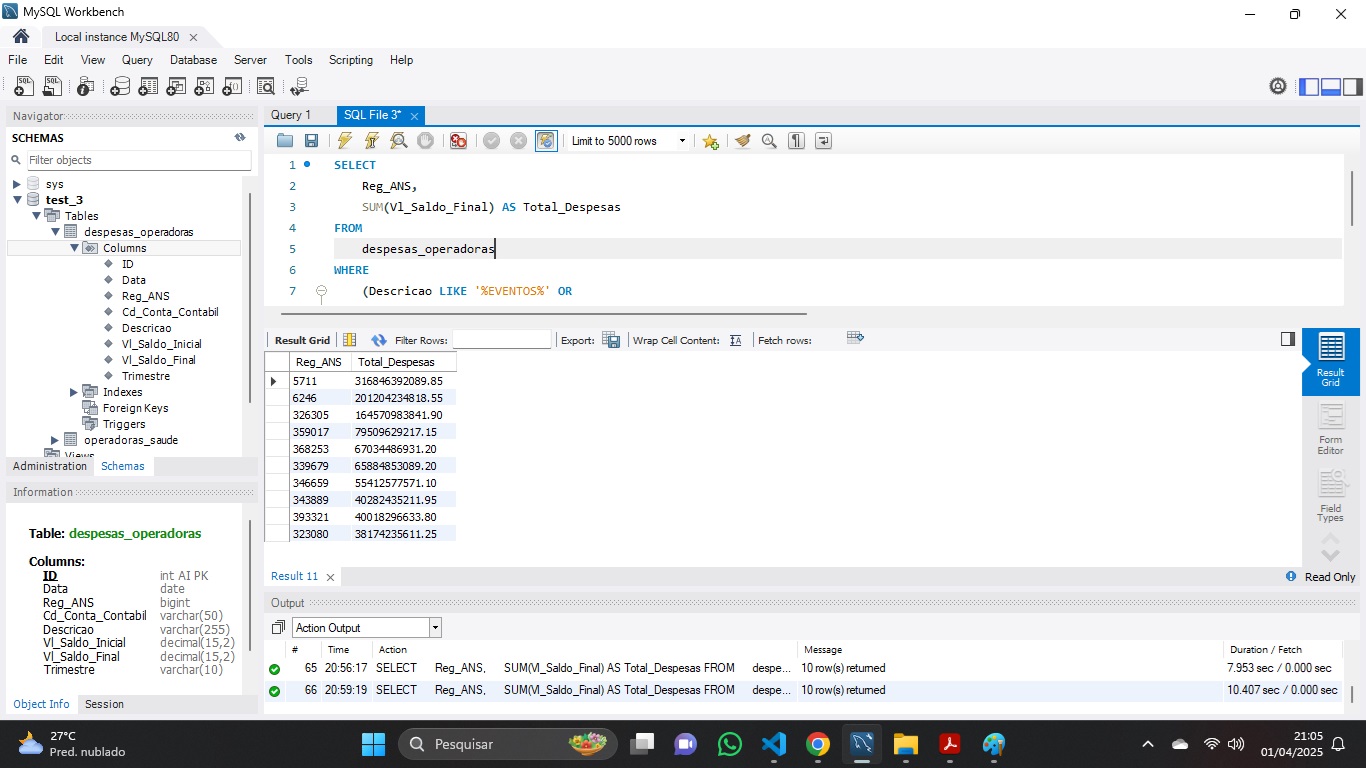 MySQL Workbench
Local instance MySQL80
File Edit View Query Database Server Tools Scripting Help
Navigator
SCHEMAS
Filter objects
sys
test_3
Tables
despesas_operadoras
Columns
ID
Data
Reg_ANS
Cd_Conta_Contabil
Descricao
Vl_Saldo_Inicial
Vl_Saldo_Final
Trimestre
Indexes
Foreign Keys
Triggers
operadoras_saude
Views
Administration Schemas
Information
Table: despesas_operadoras
Columns:
ID int AI PK
Data date
Reg_ANS bigint
Cd_Conta_Contabil varchar(50)
Descricao varchar(255)
Vl_Saldo_Inicial decimal(15,2)
Vl_Saldo_Final decimal(15,2)
Trimestre varchar(10)
Object Info Session
Query 1 SQL File 3*
Limit to 5000 rows
1 SELECT
2 Reg_ANS,
3 SUM(Vl_Saldo_Final) AS Total_Despesas
4 FROM
5 despesas_operadoras
6 WHERE
7 (Descricao LIKE '%EVENTOS%' OR
Result Grid Filter Rows: Export: Wrap Cell Content: Fetch rows:
Reg_ANS Total_Despesas
5711 316846392089.85
6246 201204234818.55
326305 164570983841.90
359017 79509629217.15
368253 67034486931.20
339679 65884853089.20
346659 55412577571.10
343889 40282435211.95
393321 40018296633.80
323080 38174235611.25
Result Grid
Form Editor
Field Types
Result 11
Read Only
Output
Action Output
# Time Action Message Duration / Fetch
65 20:56:17 SELECT Reg_ANS, SUM(Vl_Saldo_Final) AS Total_Despesas FROM despe... 10 row(s) returned 7.953 sec / 0.000 sec
66 20:59:19 SELECT Reg_ANS, SUM(Vl_Saldo_Final) AS Total_Despesas FROM despe... 10 row(s) returned 10.407 sec / 0.000 sec
27°C
Pred. nublado
Pesquisar
21:05
01/04/2025